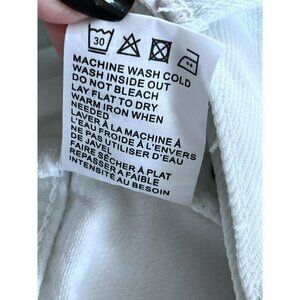 30
MACHINE WASH COLD
WASH INSIDE OUT
DO NOT BLEACH
LAY FLAT TO DRY
WARM IRON WHEN
NEEDED
LAVER À LA MACHINE À
L'EAU FROIDE À L'ENVERS
NE PAS UTILISER D'EAU
DE JAVEL
FAIRE SÉCHER À PLAT
REPASSER A FAIBLE
INTENSITÉ AU BESOIN